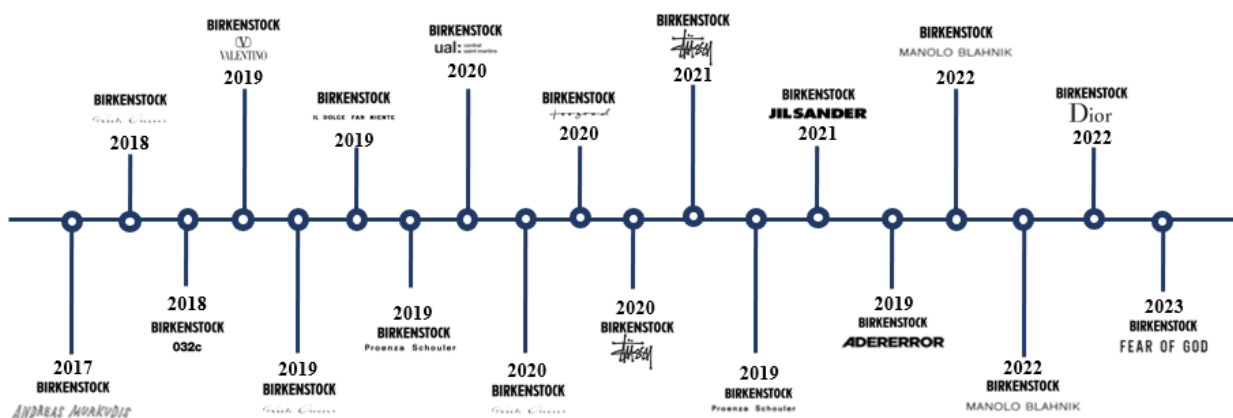 2017
BIRKENSTOCK
ANDREAS MURKUDIS
BIRKENSTOCK
2018
2018
BIRKENSTOCK
032c
BIRKENSTOCK
V
VALENTINO
2019
2019
BIRKENSTOCK
BIRKENSTOCK
IL DOLCE FAR NIENTE
2019
2019
BIRKENSTOCK
Proenza Schouler
BIRKENSTOCK
ual: central
saint martins
2020
2020
BIRKENSTOCK
BIRKENSTOCK
toogood
2020
2020
BIRKENSTOCK
Stüssy
BIRKENSTOCK
Stüssy
2021
2019
BIRKENSTOCK
Proenza Schouler
BIRKENSTOCK
JIL SANDER
2021
2019
BIRKENSTOCK
ADERERROR
BIRKENSTOCK
MANOLO BLAHNIK
2022
2022
BIRKENSTOCK
MANOLO BLAHNIK
BIRKENSTOCK
Dior
2022
2023
BIRKENSTOCK
FEAR OF GOD